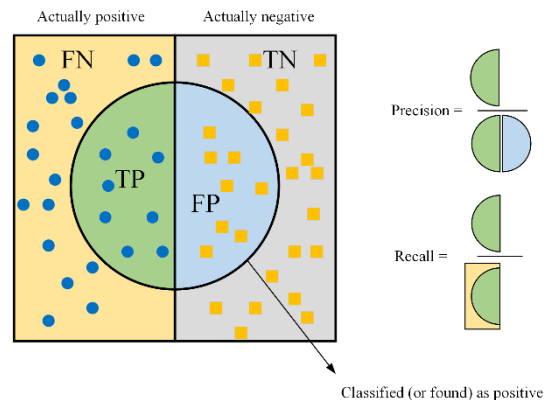 Actually positive
Actually negative
FN
TN
TP
FP
Precision =
Recall =
Classified (or found) as positive